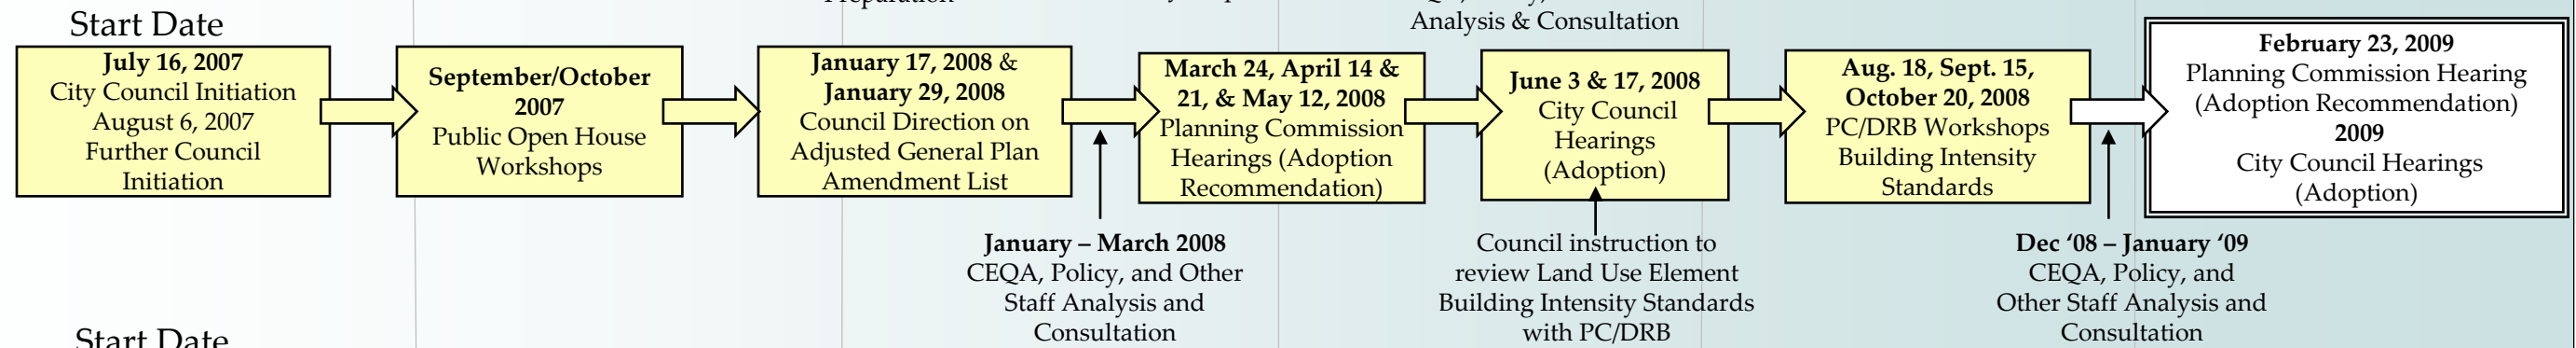 Analysis & Consultation
Start Date
July 16, 2007
City Council Initiation
August 6, 2007
Further Council
Initiation
September/October
2007
Public Open House
Workshops
January 17, 2008 &
January 29, 2008
Council Direction on
Adjusted General Plan
Amendment List
March 24, April 14 &
21, & May 12, 2008
Planning Commission
Hearings (Adoption
Recommendation)
June 3 & 17, 2008
City Council
Hearings
(Adoption)
Aug. 18, Sept. 15,
October 20, 2008
PC/DRB Workshops
Building Intensity
Standards
February 23, 2009
Planning Commission Hearing
(Adoption Recommendation)
2009
City Council Hearings
(Adoption)
January – March 2008
CEQA, Policy, and Other
Staff Analysis and
Consultation
Council instruction to
review Land Use Element
Building Intensity Standards
with PC/DRB
Dec ‘08 – January ‘09
CEQA, Policy, and
Other Staff Analysis and
Consultation
Start Date